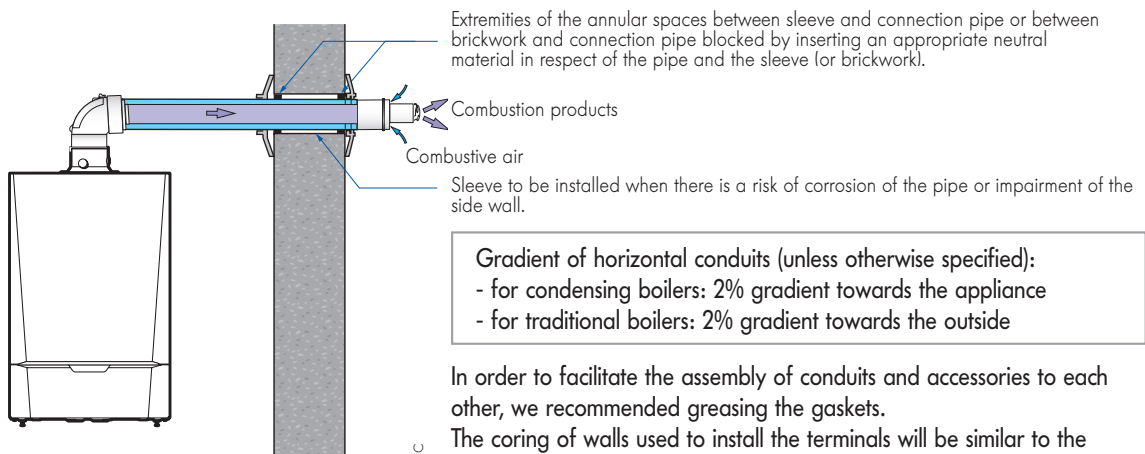 Extremities of the annular spaces between sleeve and connection pipe or between
brickwork and connection pipe blocked by inserting an appropriate neutral
material in respect of the pipe and the sleeve (or brickwork).
Combustion products
Combustive air
Sleeve to be installed when there is a risk of corrosion of the pipe or impairment of the
side wall.
Gradient of horizontal conduits (unless otherwise specified):
- for condensing boilers: 2% gradient towards the appliance
- for traditional boilers: 2% gradient towards the outside
In order to facilitate the assembly of conduits and accessories to each
other, we recommended greasing the gaskets.
The coring of walls used to install the terminals will be similar to the